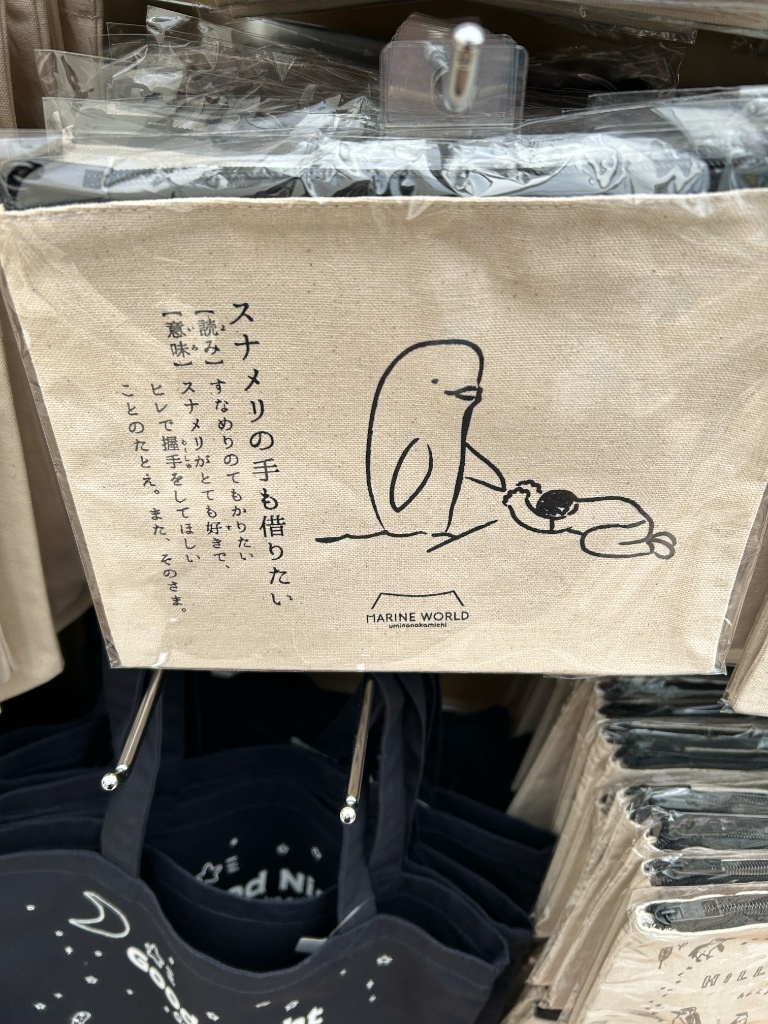 スナメリの手も借りたい
【読み】すなめりのてもかりたい
【意味】スナメリがとても好きで、
ヒレで握手をしてほしい
ことのたとえ。また、そのさま。
MARINE WORLD
uminonakamichi
Good Night